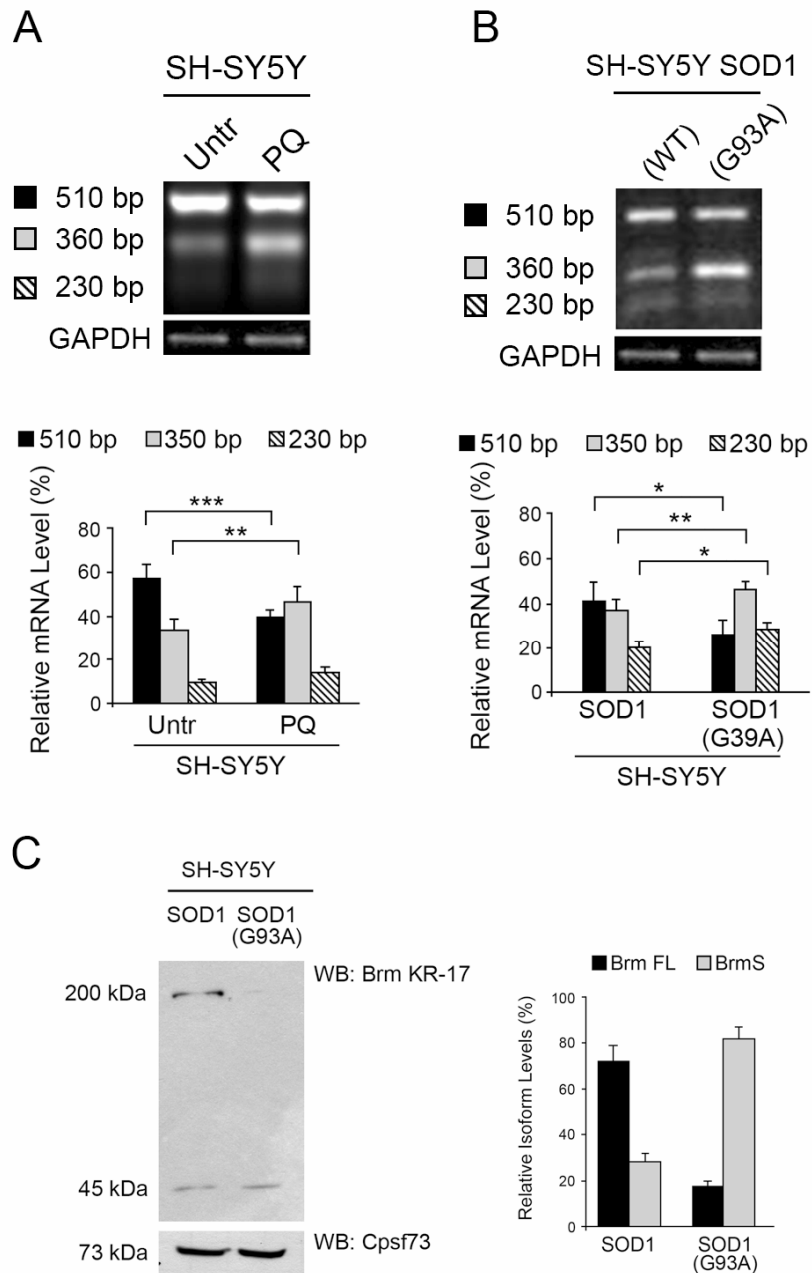 A
SH-SY5Y
Untr PQ
510 bp
360 bp
230 bp
GAPDH
510 bp 350 bp 230 bp
Relative mRNA Level (%)
80
60
40
20
0
***
**
Untr PQ
SH-SY5Y
B
SH-SY5Y SOD1
(WT) (G93A)
510 bp
360 bp
230 bp
GAPDH
510 bp 350 bp 230 bp
Relative mRNA Level (%)
80
60
40
20
0
*
**
*
SOD1 SOD1
(G39A)
SH-SY5Y
C
SH-SY5Y
SOD1 SOD1
(G93A)
200 kDa
WB: Brm KR-17
45 kDa
73 kDa
WB: Cpsf73
Brm FL BrmS
Relative Isoform Levels (%)
100
80
60
40
20
0
SOD1 SOD1
(G93A)